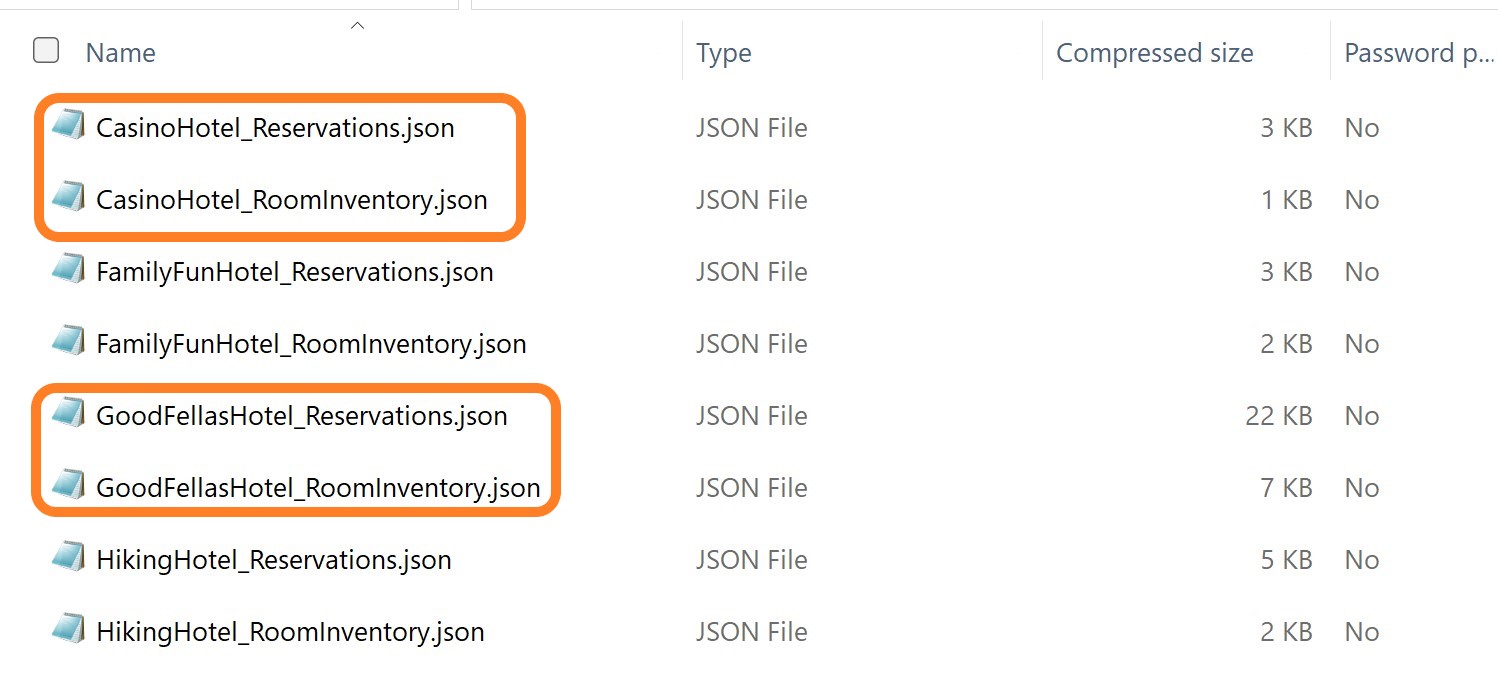 Name Type Compressed size Password p...
CasinoHotel_Reservations.json JSON File 3 KB No
CasinoHotel_RoomInventory.json JSON File 1 KB No
FamilyFunHotel_Reservations.json JSON File 3 KB No
FamilyFunHotel_RoomInventory.json JSON File 2 KB No
GoodFellasHotel_Reservations.json JSON File 22 KB No
GoodFellasHotel_RoomInventory.json JSON File 7 KB No
HikingHotel_Reservations.json JSON File 5 KB No
HikingHotel_RoomInventory.json JSON File 2 KB No